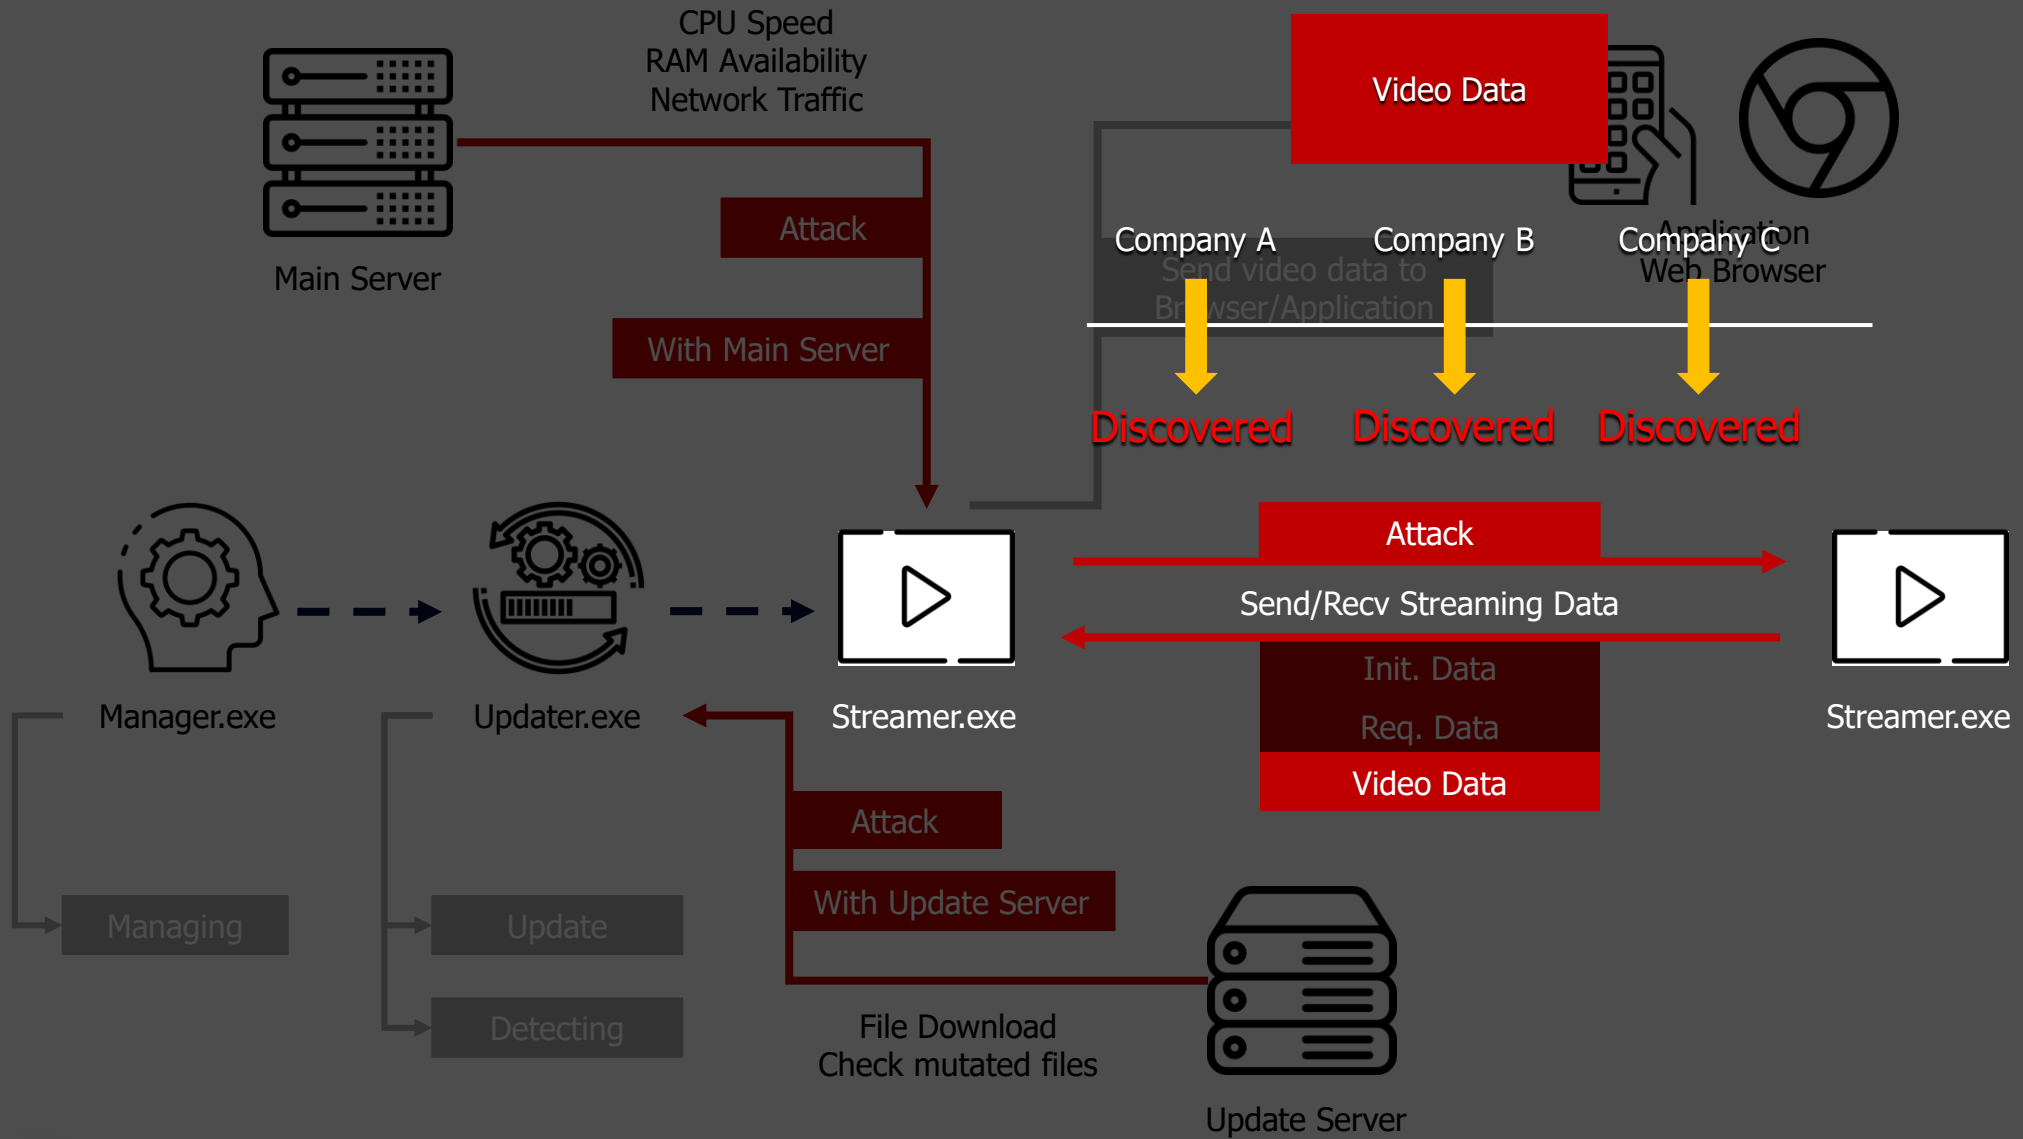 CPU Speed
RAM Availability
Network Traffic
Video Data
Main Server
Attack
With Main Server
Application
Web Browser
Send video data to
Browser/Application
Company A
Company B
Company C
Discovered
Discovered
Discovered
Attack
Send/Recv Streaming Data
Init. Data
Req. Data
Video Data
Manager.exe
Updater.exe
Streamer.exe
Streamer.exe
Attack
With Update Server
Managing
Update
Detecting
File Download
Check mutated files
Update Server